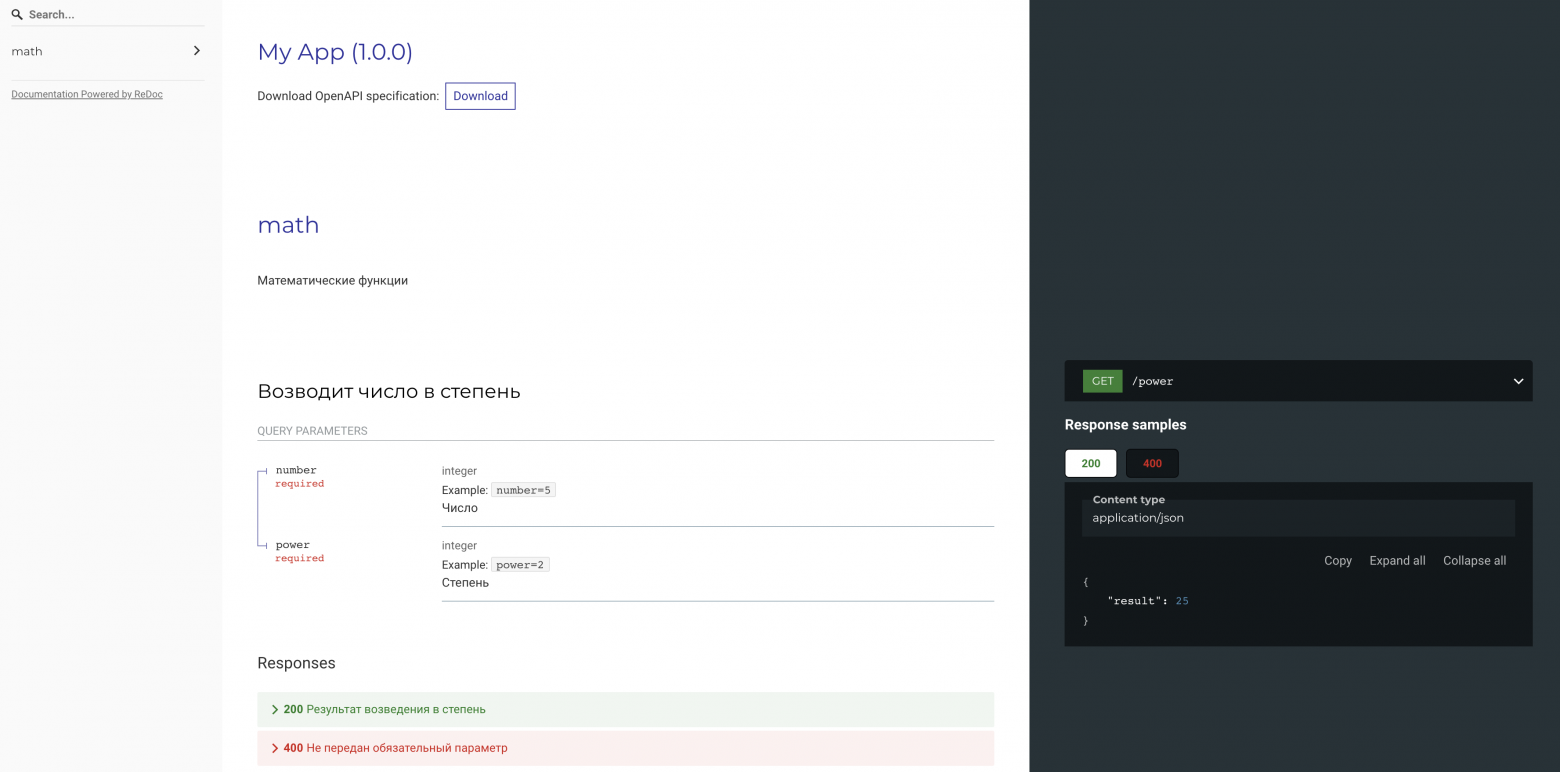 Search...
math
Documentation Powered by ReDoc
My App (1.0.0)
Download OpenAPI specification: Download
math
Математические функции
Возводит число в степень
QUERY PARAMETERS
number
required
integer
Example: number=5
Число
power
required
integer
Example: power=2
Степень
Responses
200 Результат возведения в степень
400 Не передан обязательный параметр
GET /power
Response samples
200 400
Content type
application/json
Copy Expand all Collapse all
{
"result": 25
}